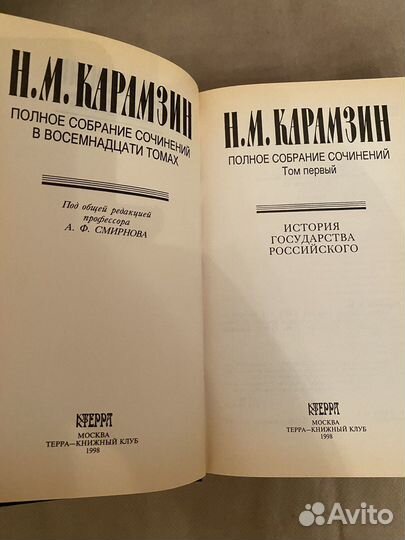 Н.М. КАРАМЗИН
ПОЛНОЕ СОБРАНИЕ СОЧИНЕНИЙ
В ВОСЕМНАДЦАТИ ТОМАХ
Под общей редакцией
профессора
А. Ф. СМИРНОВА
ТЕРРА
МОСКВА
ТЕРРА—КНИЖНЫЙ КЛУБ
1998
Н.М. КАРАМЗИН
ПОЛНОЕ СОБРАНИЕ СОЧИНЕНИЙ
Том первый
ИСТОРИЯ
ГОСУДАРСТВА
РОССИЙСКОГО
ТЕРРА
МОСКВА
ТЕРРА—КНИЖНЫЙ КЛУБ
1998
Avito